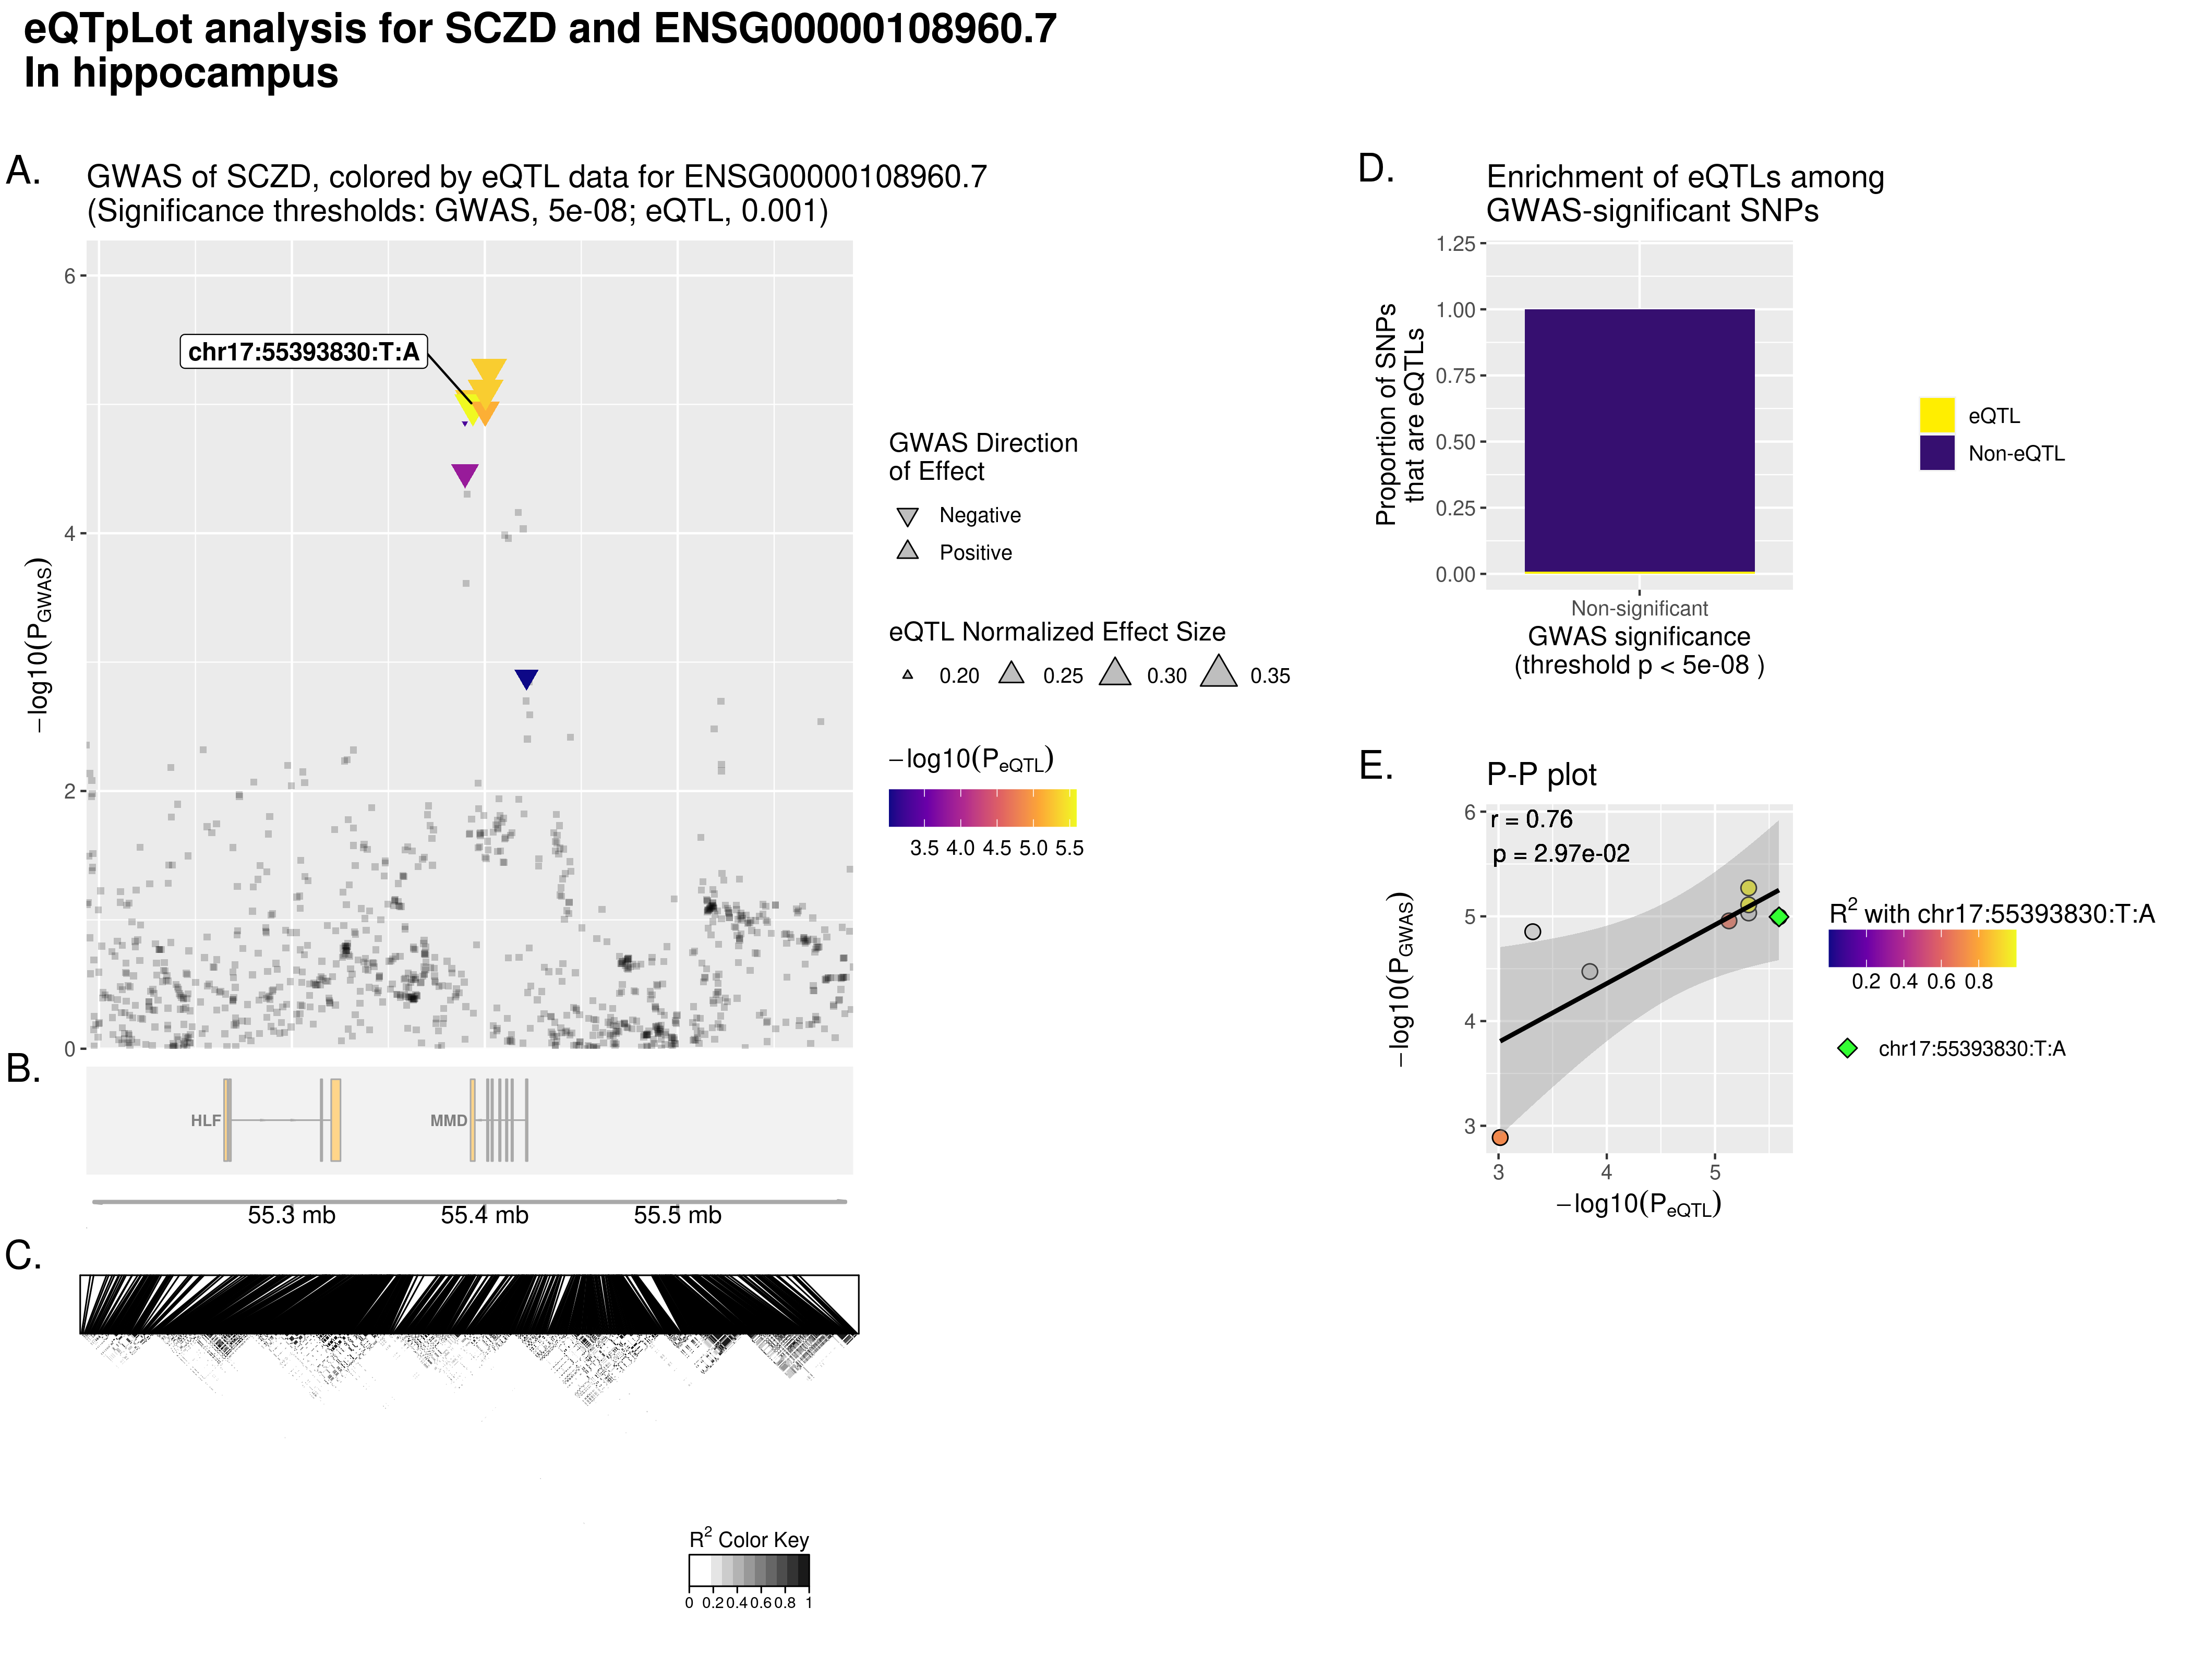 eQTpLot analysis for SCZD and ENSG00000108960.7
In hippocampus
A.
GWAS of SCZD, colored by eQTL data for ENSG00000108960.7
(Significance thresholds: GWAS, 5e-08; eQTL, 0.001)
6
4
2
0
−log10(PGWAS)
chr17:55393830:T:A
GWAS Direction
of Effect
Negative
Positive
eQTL Normalized Effect Size
0.20 0.25 0.30 0.35
−log10(PeQTL)
3.5 4.0 4.5 5.0 5.5
B.
HLF
MMD
55.3 mb 55.4 mb 55.5 mb
C.
R2 Color Key
0 0.2 0.4 0.6 0.8 1
D.
Enrichment of eQTLs among
GWAS-significant SNPs
1.25
1.00
0.75
0.50
0.25
0.00
Proportion of SNPs
that are eQTLs
Non-significant
GWAS significance
(threshold p < 5e-08 )
eQTL
Non-eQTL
E.
P-P plot
r = 0.76
p = 2.97e-02
6
5
4
3
−log10(PGWAS)
3 4 5
−log10(PeQTL)
R2 with chr17:55393830:T:A
0.2 0.4 0.6 0.8
chr17:55393830:T:A